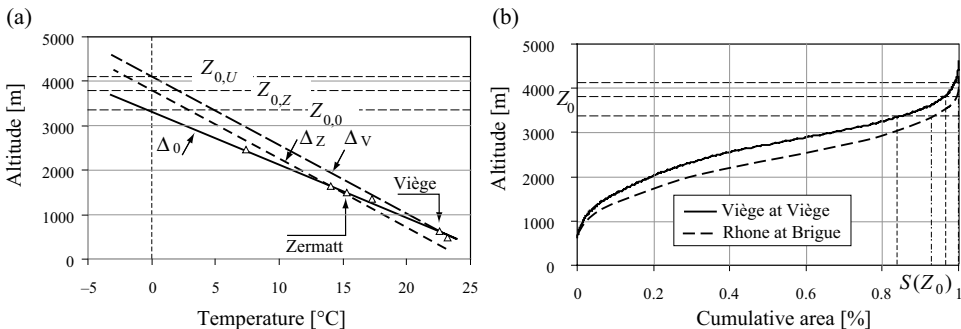 (a)
Altitude [m]
5000
4000
3000
2000
1000
0
Z0,U
Z0,Z
Z0,0
Δ0
ΔZ
ΔV
Viège
Zermatt
–5 0 5 10 15 20 25
Temperature [°C]
(b)
Altitude [m]
5000
4000
Z0
3000
2000
1000
0
Viège at Viège
Rhone at Brigue
S(Z0)
0 0.2 0.4 0.6 0.8 1
Cumulative area [%]